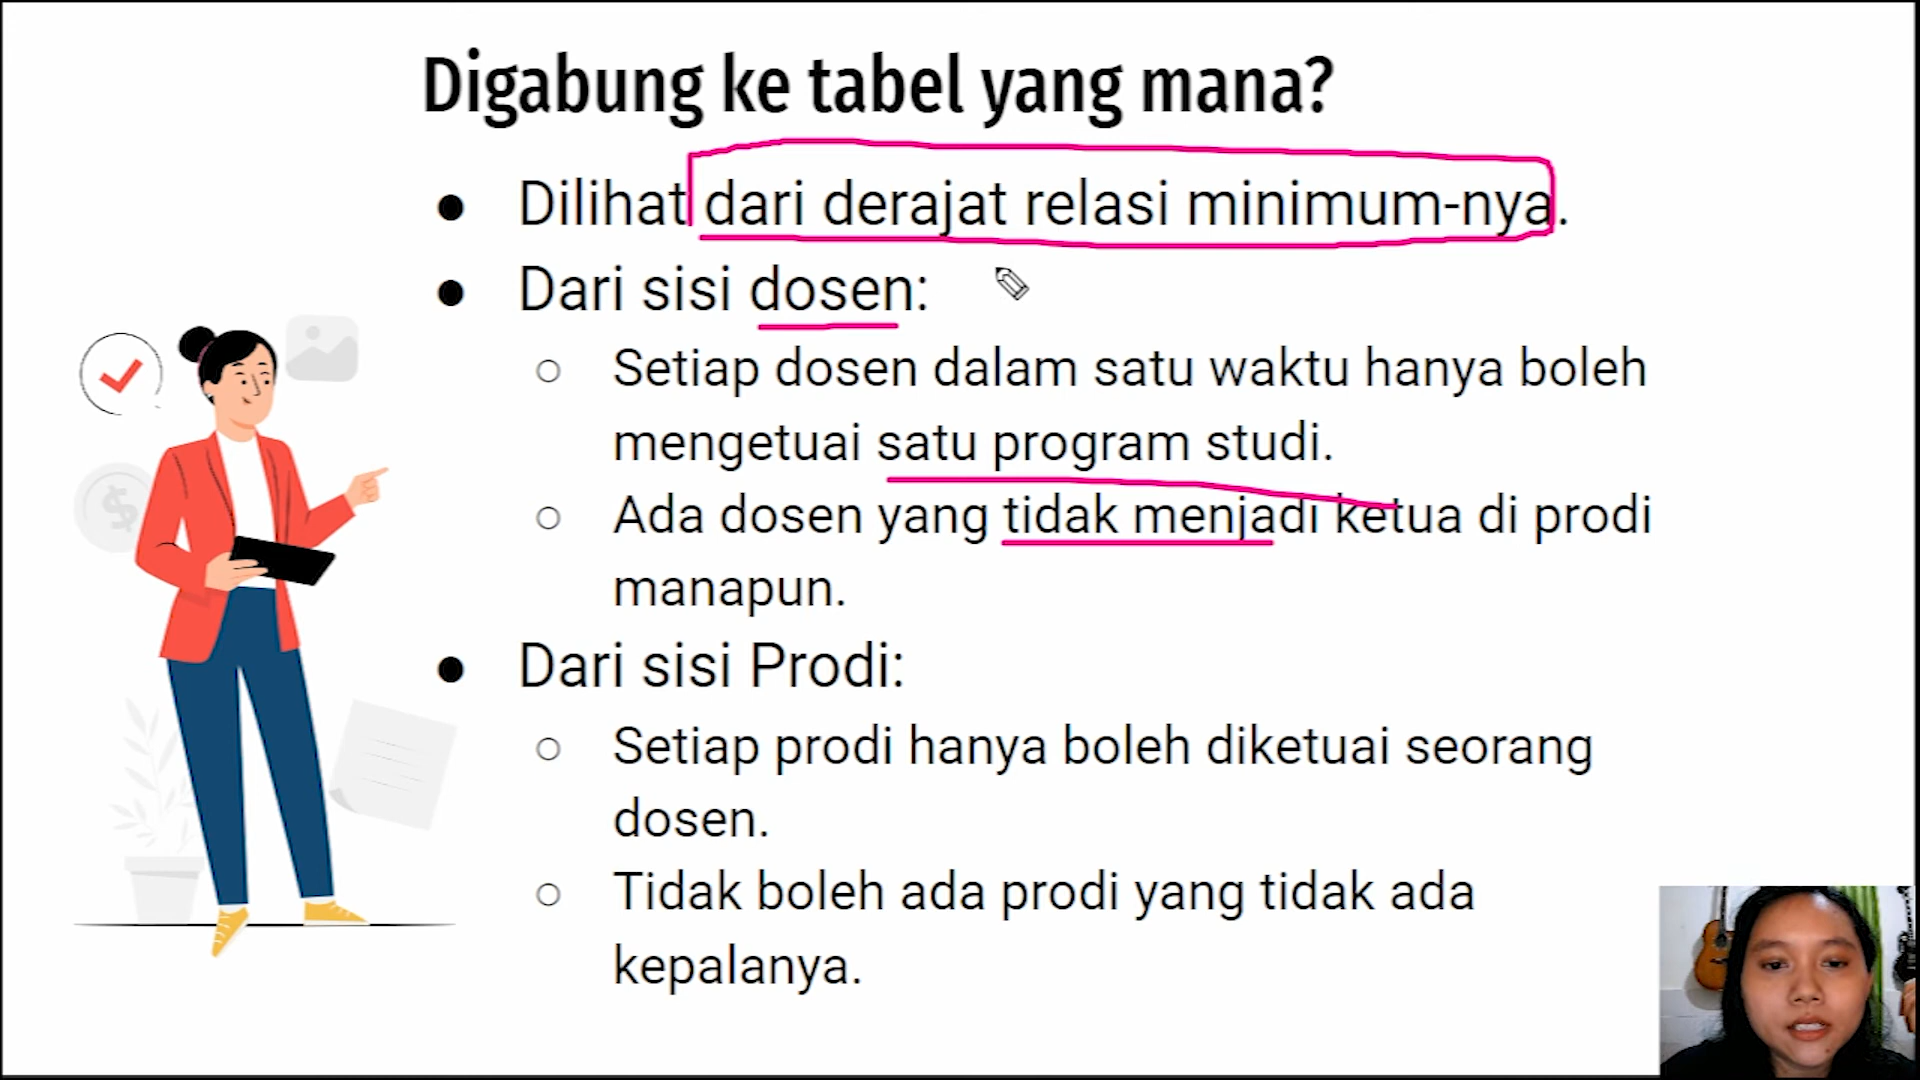 Digabung ke tabel yang mana?
● Dilihat dari derajat relasi minimum-nya.
● Dari sisi dosen:
○ Setiap dosen dalam satu waktu hanya boleh
mengetuai satu program studi.
○ Ada dosen yang tidak menjadi ketua di prodi
manapun.
● Dari sisi Prodi:
○ Setiap prodi hanya boleh diketuai seorang
dosen.
○ Tidak boleh ada prodi yang tidak ada
kepalanya.
$